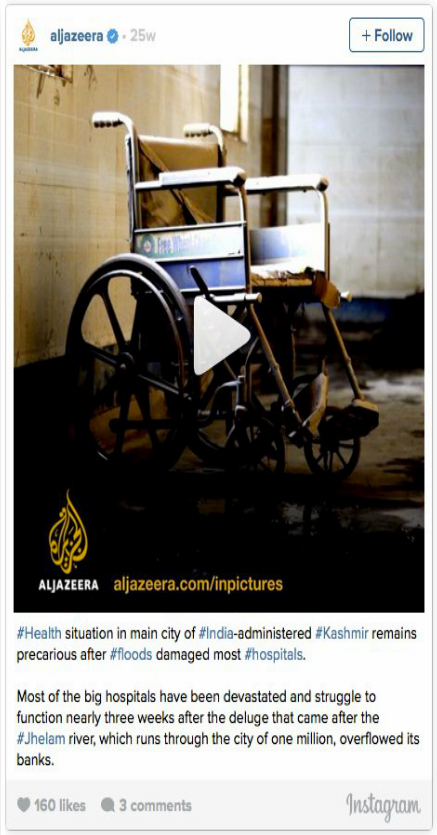 aljazeera • 25w
+ Follow
ALJAZEERA aljazeera.com/inpictures
#Health situation in main city of #India-administered #Kashmir remains
precarious after #floods damaged most #hospitals.
Most of the big hospitals have been devastated and struggle to
function nearly three weeks after the deluge that came after the
#Jhelam river, which runs through the city of one million, overflowed its
banks.
160 likes 3 comments
Instagram